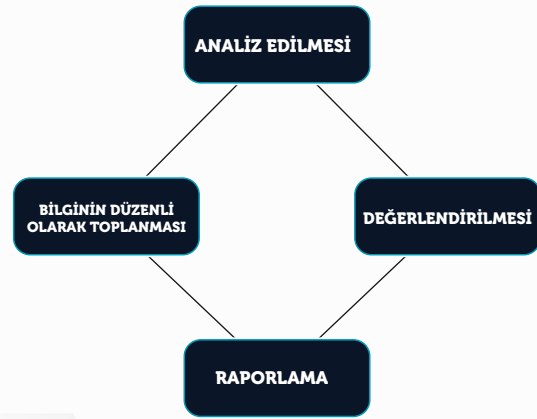 ANALİZ EDİLMESİ
BİLGİNİN DÜZENLİ
OLARAK TOPLANMASI
DEĞERLENDİRİLMESİ
RAPORLAMA